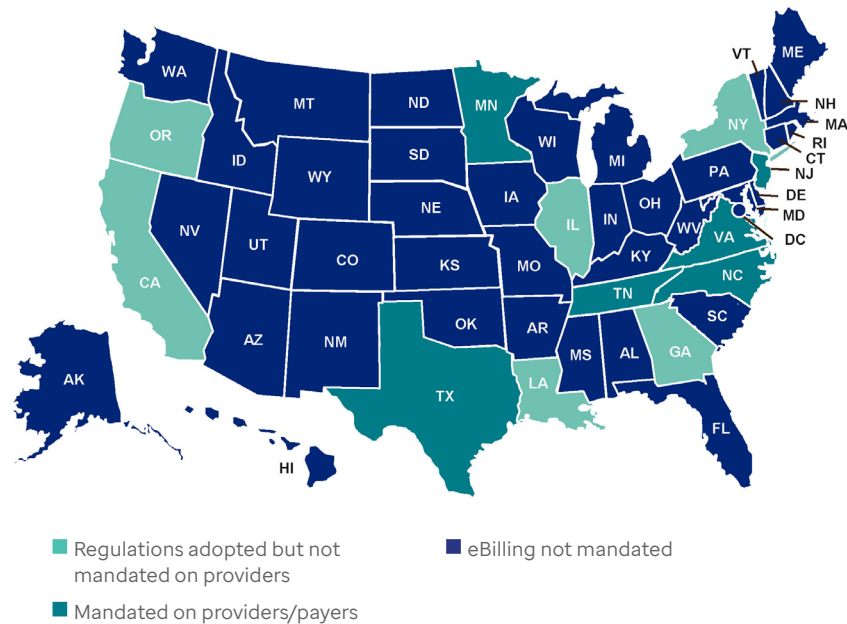 VT
ME
WA
MT
ND
MN
NH
MA
OR
NY
ID
SD
WI
MI
RI
CT
WY
PA
NJ
IA
NE
OH
DE
NV
IL
IN
MD
UT
WV
VA
DC
CO
CA
KS
MO
KY
NC
TN
OK
AR
SC
AZ
NM
MS
AL
GA
AK
LA
TX
FL
HI
Regulations adopted but not
mandated on providers
eBilling not mandated
Mandated on providers/payers